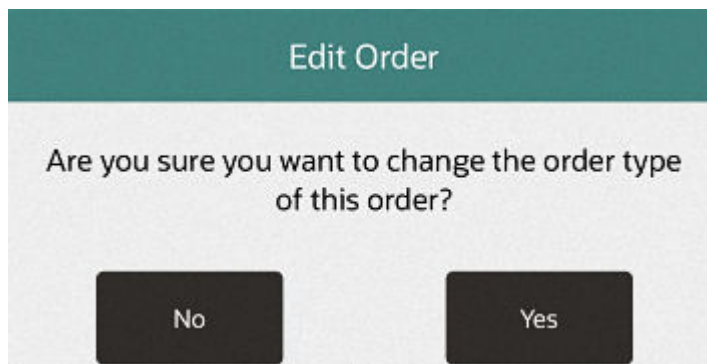 Edit Order
Are you sure you want to change the order type
of this order?
No
Yes